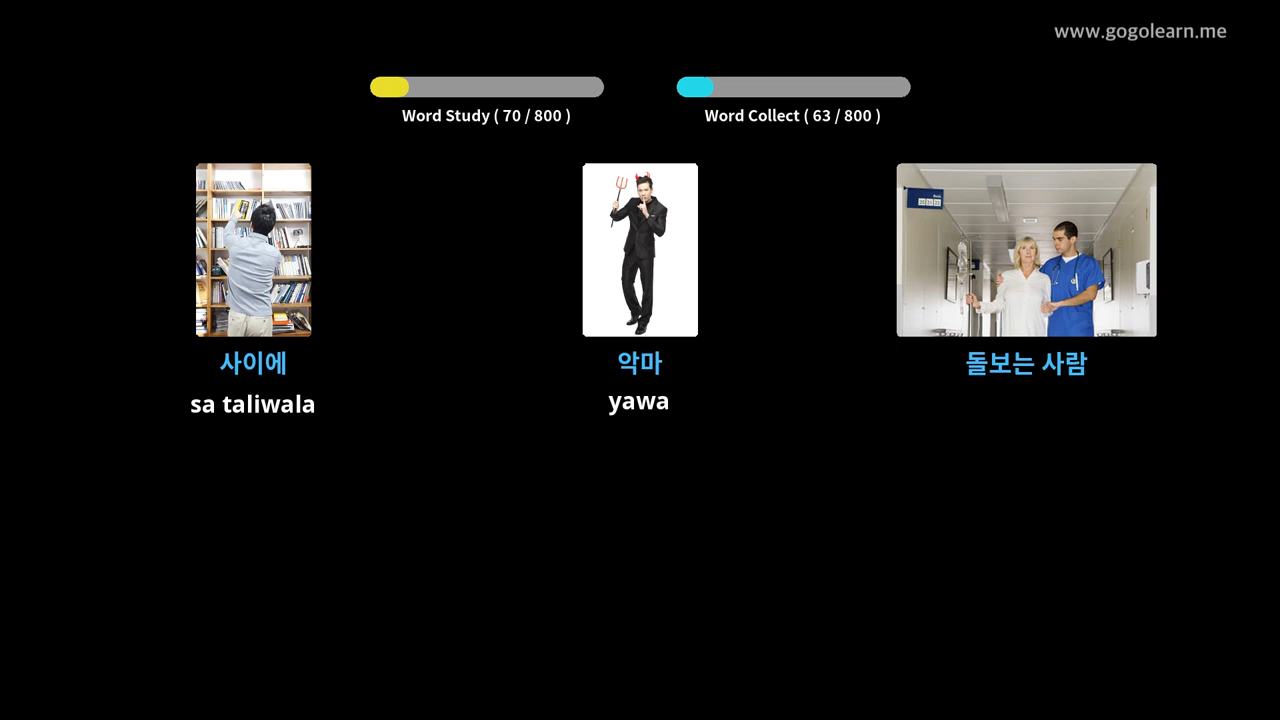 www.gogolearn.me
Word Study ( 70 / 800 )
Word Collect ( 63 / 800 )
사이에
악마
돌보는 사람
sa taliwala
yawa